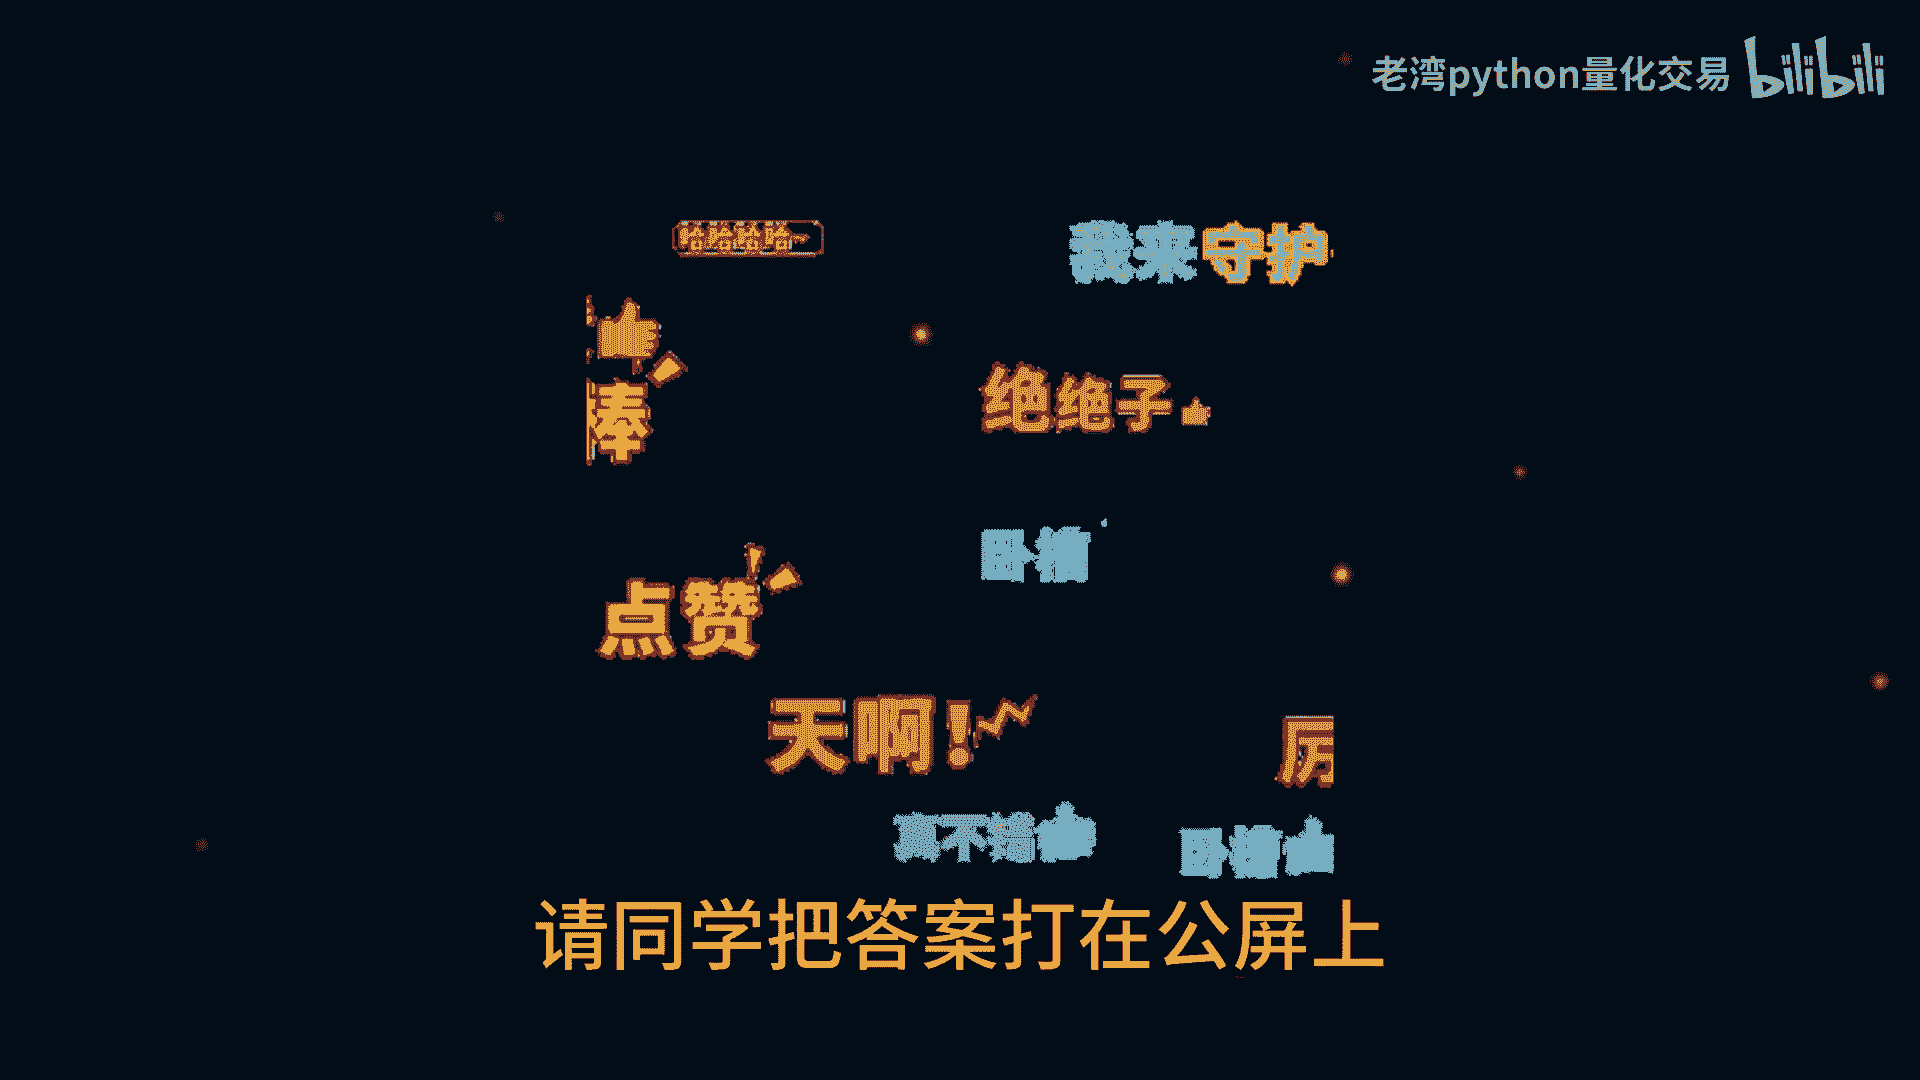 老湾python量化交易 bilibili
哈哈哈哈~
我来守护
棒
绝绝子
卧槽
点赞
天啊!
厉
真不错
卧槽
请同学把答案打在公屏上